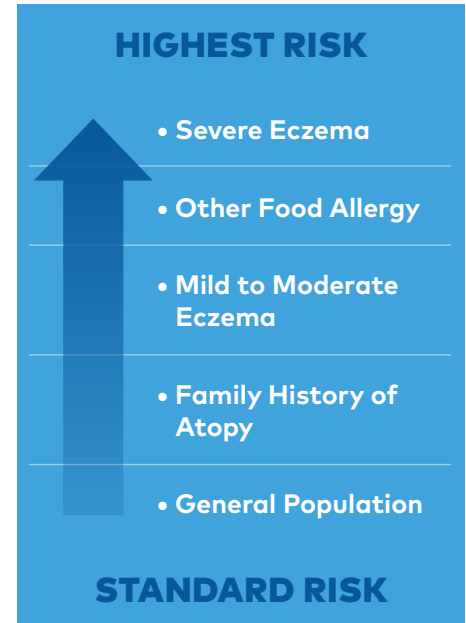 HIGHEST RISK
• Severe Eczema
• Other Food Allergy
• Mild to Moderate
Eczema
• Family History of
Atopy
• General Population
STANDARD RISK